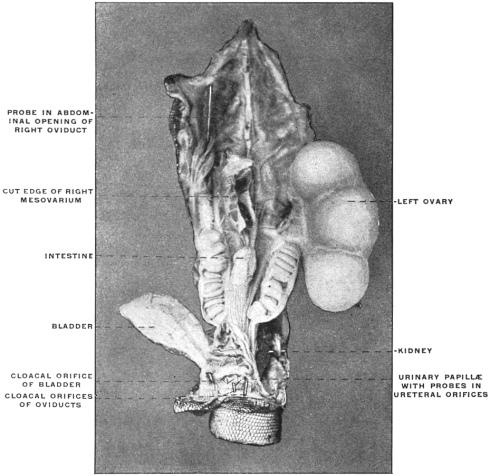 PROBE IN ABDOM-
INAL OPENING OF
RIGHT OVIDUCT
CUT EDGE OF RIGHT
MESOVARIUM
INTESTINE
BLADDER
CLOACAL ORIFICE
OF BLADDER
CLOACAL ORIFICES
OF OVIDUCTS
LEFT OVARY
KIDNEY
URINARY PAPILLÆ
WITH PROBES IN
URETERAL ORIFICES